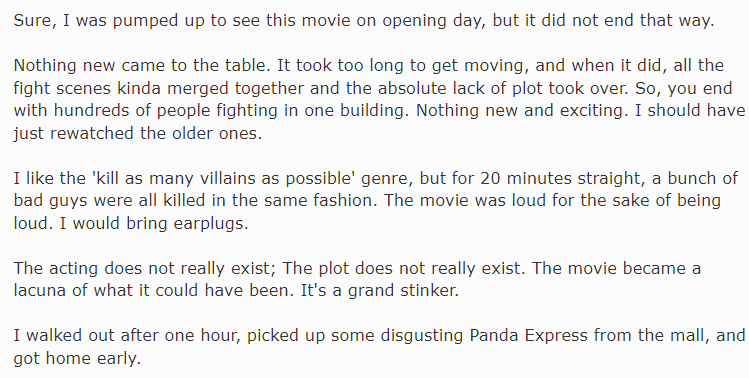 Sure, I was pumped up to see this movie on opening day, but it did not end that way.
Nothing new came to the table. It took too long to get moving, and when it did, all the
fight scenes kinda merged together and the absolute lack of plot took over. So, you end
with hundreds of people fighting in one building. Nothing new and exciting. I should have
just rewatched the older ones.
I like the 'kill as many villains as possible' genre, but for 20 minutes straight, a bunch of
bad guys were all killed in the same fashion. The movie was loud for the sake of being
loud. I would bring earplugs.
The acting does not really exist; The plot does not really exist. The movie became a
lacuna of what it could have been. It's a grand stinker.
I walked out after one hour, picked up some disgusting Panda Express from the mall, and
got home early.